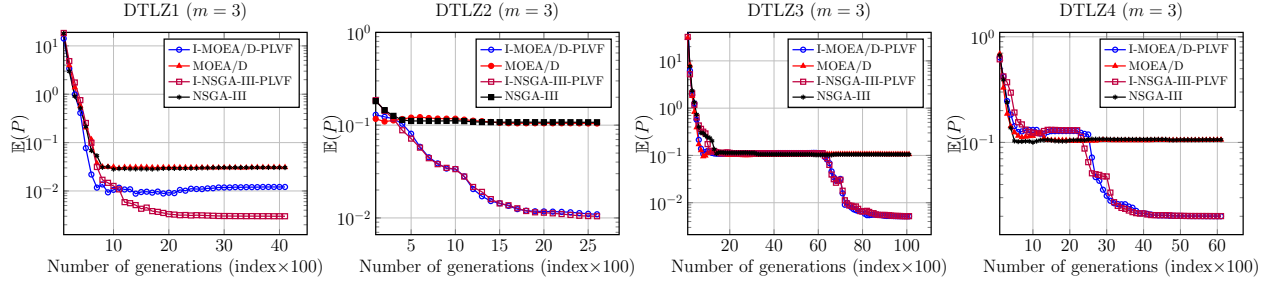 DTLZ1 (m = 3)
10^1
10^0
10^−1
10^−2
𝔼(P)
10
20
30
40
Number of generations (index×100)
I-MOEA/D-PLVF
MOEA/D
I-NSGA-III-PLVF
NSGA-III
DTLZ2 (m = 3)
10^0
10^−1
10^−2
𝔼(P)
5
10
15
20
25
Number of generations (index×100)
I-MOEA/D-PLVF
MOEA/D
I-NSGA-III-PLVF
NSGA-III
DTLZ3 (m = 3)
10^1
10^0
10^−1
10^−2
𝔼(P)
20
40
60
80
100
Number of generations (index×100)
I-MOEA/D-PLVF
MOEA/D
I-NSGA-III-PLVF
NSGA-III
DTLZ4 (m = 3)
10^0
10^−1
𝔼(P)
10
20
30
40
50
60
Number of generations (index×100)
I-MOEA/D-PLVF
MOEA/D
I-NSGA-III-PLVF
NSGA-III